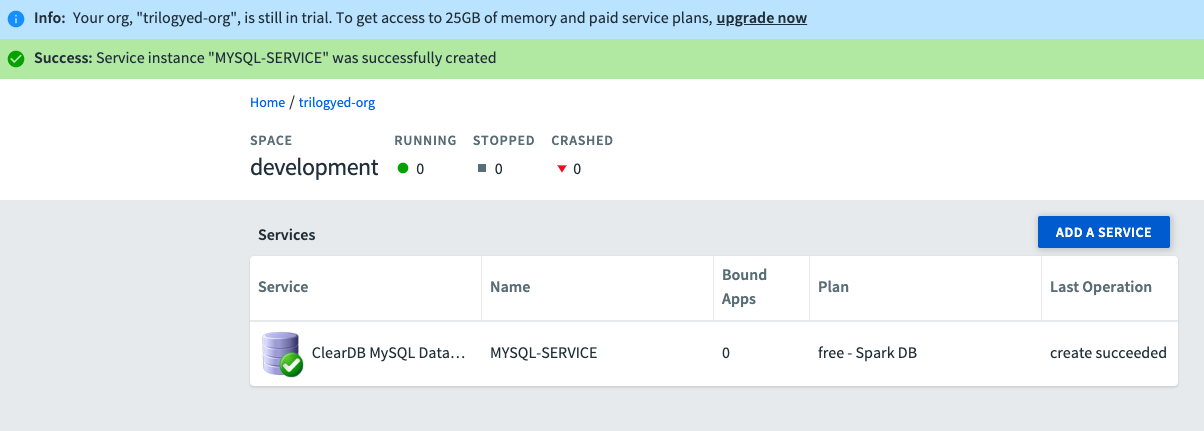 Info: Your org, "trilogyed-org", is still in trial. To get access to 25GB of memory and paid service plans, upgrade now
Success: Service instance "MYSQL-SERVICE" was successfully created
Home / trilogyed-org
SPACE RUNNING STOPPED CRASHED
development 0 0 0
Services ADD A SERVICE
Service Name Bound Apps Plan Last Operation
ClearDB MySQL Data... MYSQL-SERVICE 0 free - Spark DB create succeeded